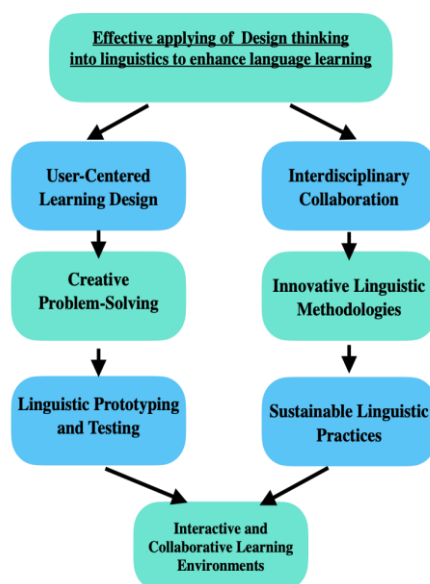 Effective applying of Design thinking
into linguistics to enhance language learning
User-Centered
Learning Design
Interdisciplinary
Collaboration
Creative
Problem-Solving
Innovative Linguistic
Methodologies
Linguistic Prototyping
and Testing
Sustainable Linguistic
Practices
Interactive and
Collaborative Learning
Environments